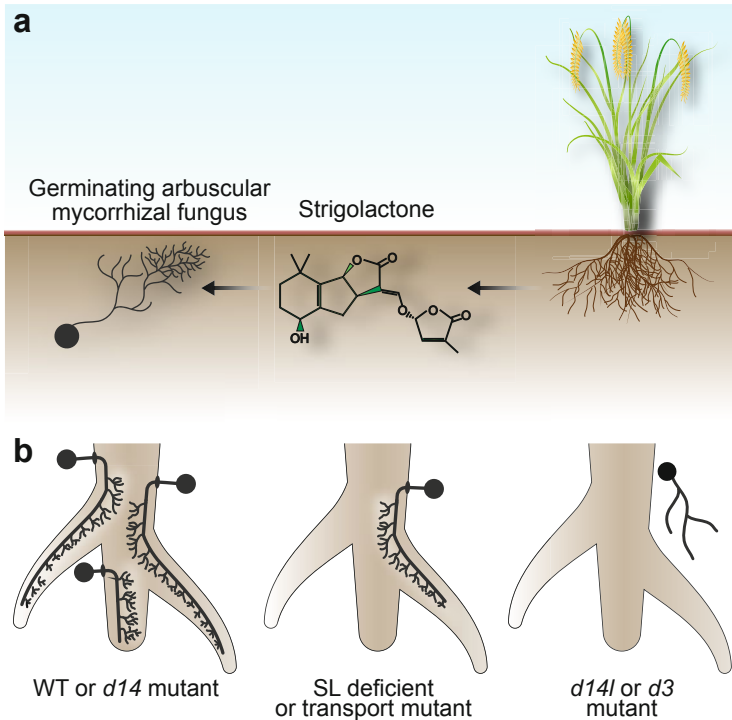 a
Germinating arbuscular
mycorrhizal fungus
Strigolactone
O
O
O
O
O
OH
b
WT or d14 mutant
SL deficient
or transport mutant
d14l or d3
mutant